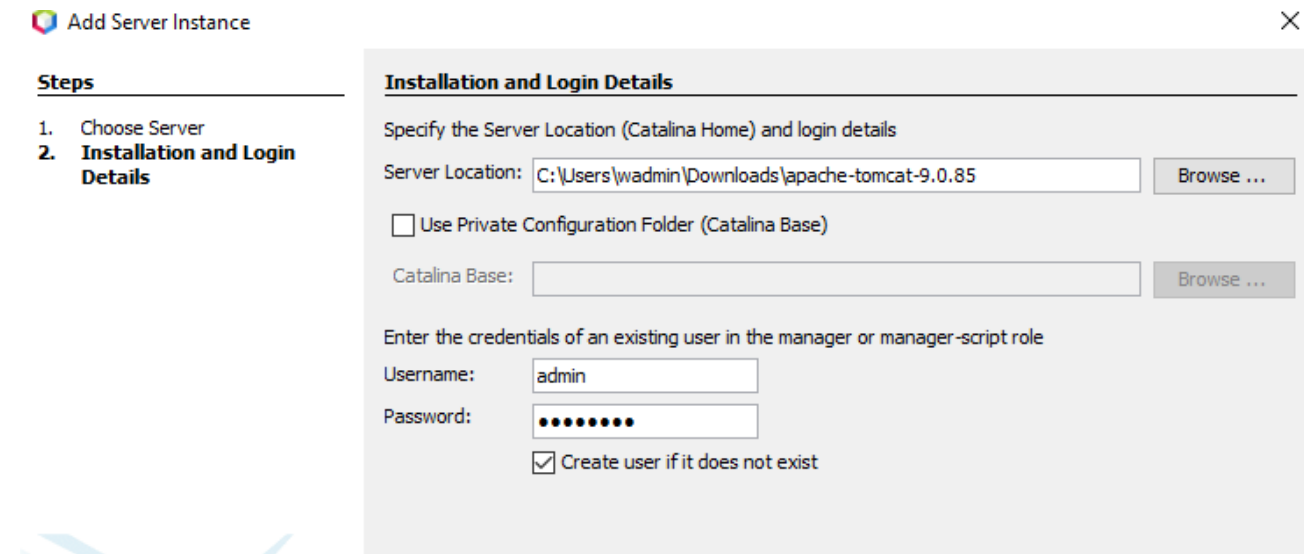 Add Server Instance
Steps
1. Choose Server
2. Installation and Login
Details
Installation and Login Details
Specify the Server Location (Catalina Home) and login details
Server Location: C:\Users\wadmin\Downloads\apache-tomcat-9.0.85 Browse ...
Use Private Configuration Folder (Catalina Base)
Catalina Base: Browse ...
Enter the credentials of an existing user in the manager or manager-script role
Username: admin
Password: ●●●●●●●●
Create user if it does not exist